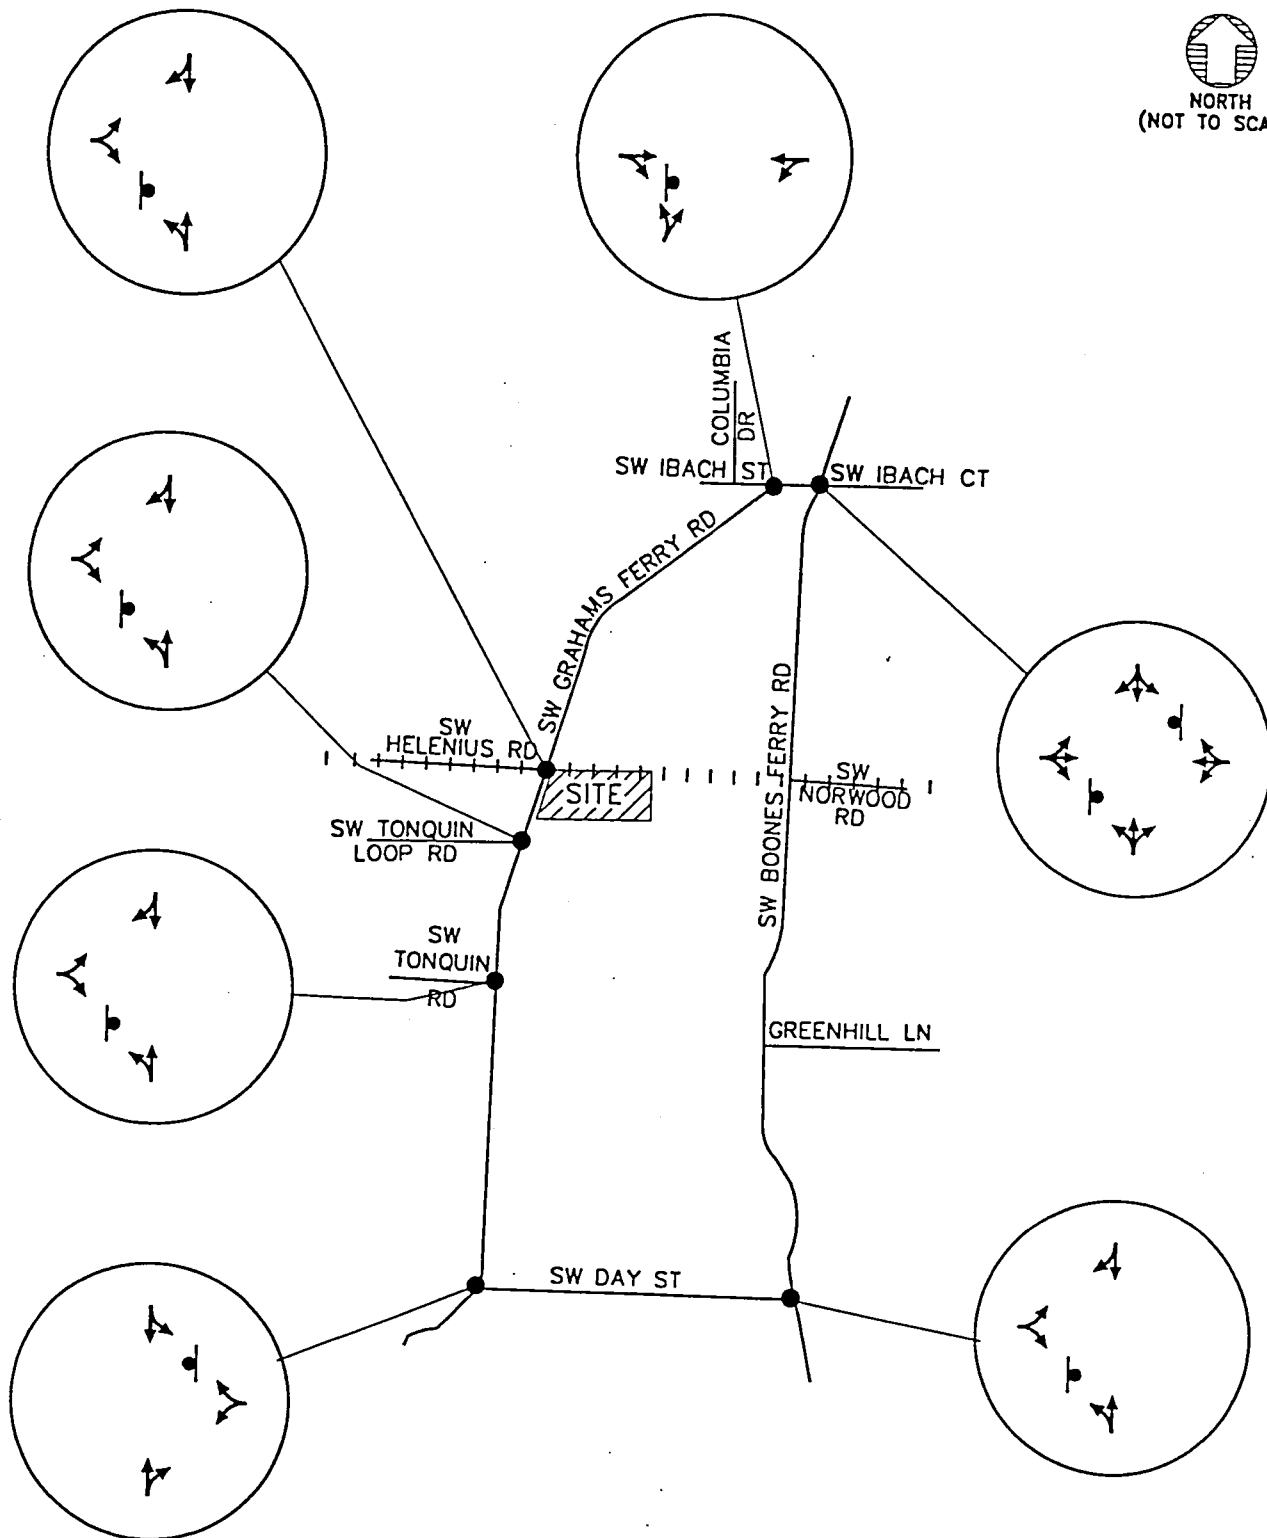 NORTH
(NOT TO SCA
COLUMBIA
DR
SW IBACH ST
SW IBACH CT
SW GRAHAMS FERRY RD
SW BOONES FERRY RD
SW
HELENIUS RD
SITE
SW
NORWOOD
RD
SW TONQUIN
LOOP RD
SW
TONQUIN
RD
GREENHILL LN
SW DAY ST